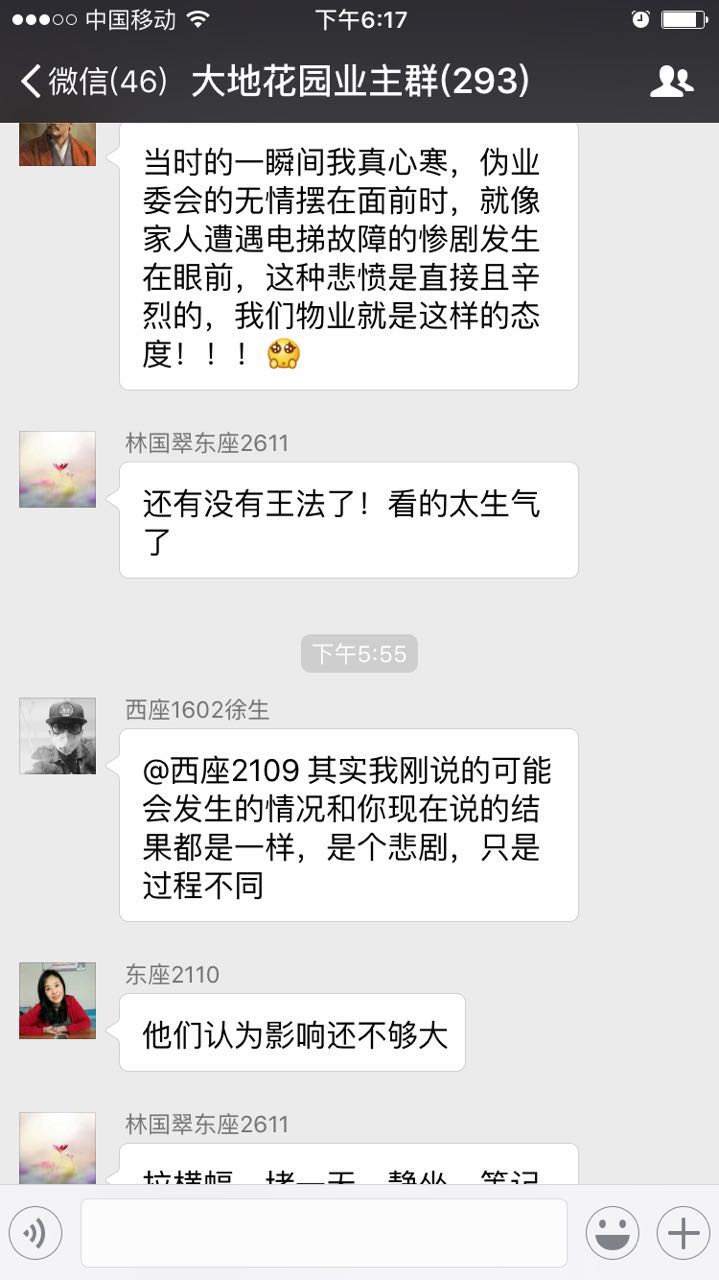 中国移动
下午6:17
微信(46)
大地花园业主群(293)
当时的一瞬间我真心寒，伪业
委会的无情摆在面前时，就像
家人遭遇电梯故障的惨剧发生
在眼前，这种悲愤是直接且辛
烈的，我们物业就是这样的态
度！！！
林国翠东座2611
还有没有王法了！看的太生气
了
下午5:55
西座1602徐生
@西座2109 其实我刚说的可能
会发生的情况和你现在说的结
果都是一样，是个悲剧，只是
过程不同
东座2110
他们认为影响还不够大
林国翠东座2611
拉横幅
静坐